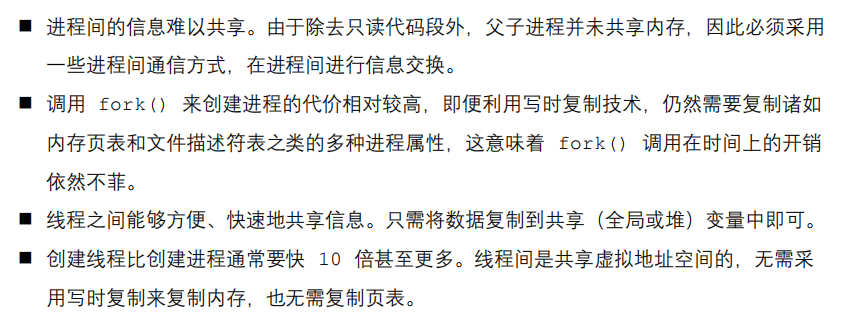 ■ 进程间的信息难以共享。由于除去只读代码段外，父子进程并未共享内存，因此必须采用
一些进程间通信方式，在进程间进行信息交换。
■ 调用 fork() 来创建进程的代价相对较高，即便利用写时复制技术，仍然需要复制诸如
内存页表和文件描述符表之类的多种进程属性，这意味着 fork() 调用在时间上的开销
依然不菲。
■ 线程之间能够方便、快速地共享信息。只需将数据复制到共享（全局或堆）变量中即可。
■ 创建线程比创建进程通常要快 10 倍甚至更多。线程间是共享虚拟地址空间的，无需采
用写时复制来复制内存，也无需复制页表。